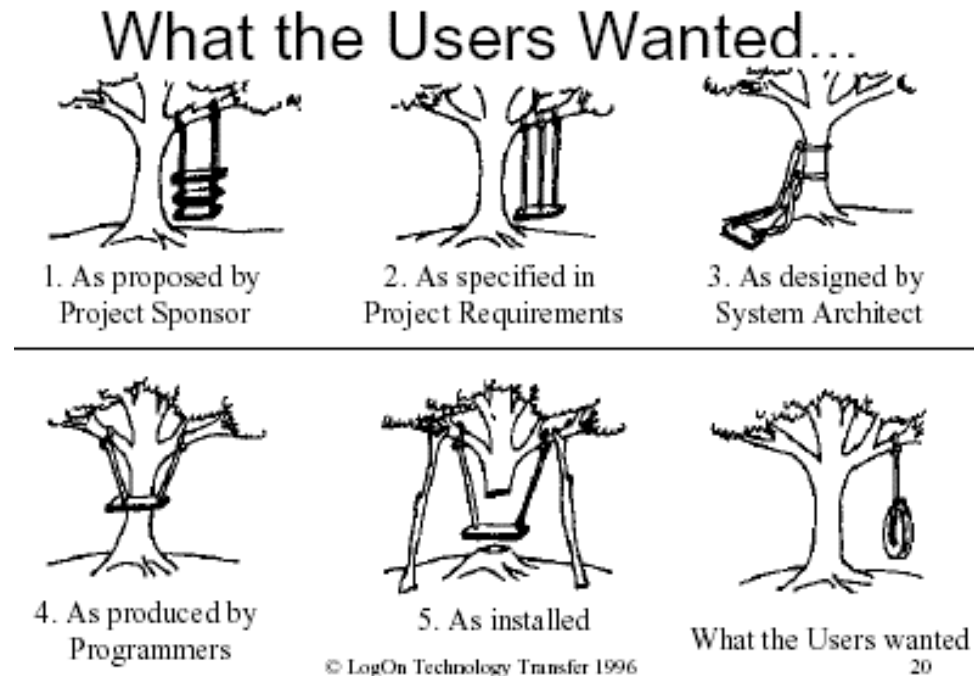 What the Users Wanted...
1. As proposed by
Project Sponsor
2. As specified in
Project Requirements
3. As designed by
System Architect
4. As produced by
Programmers
5. As installed
What the Users wanted
© LogOn Technology Transfer 1996
20